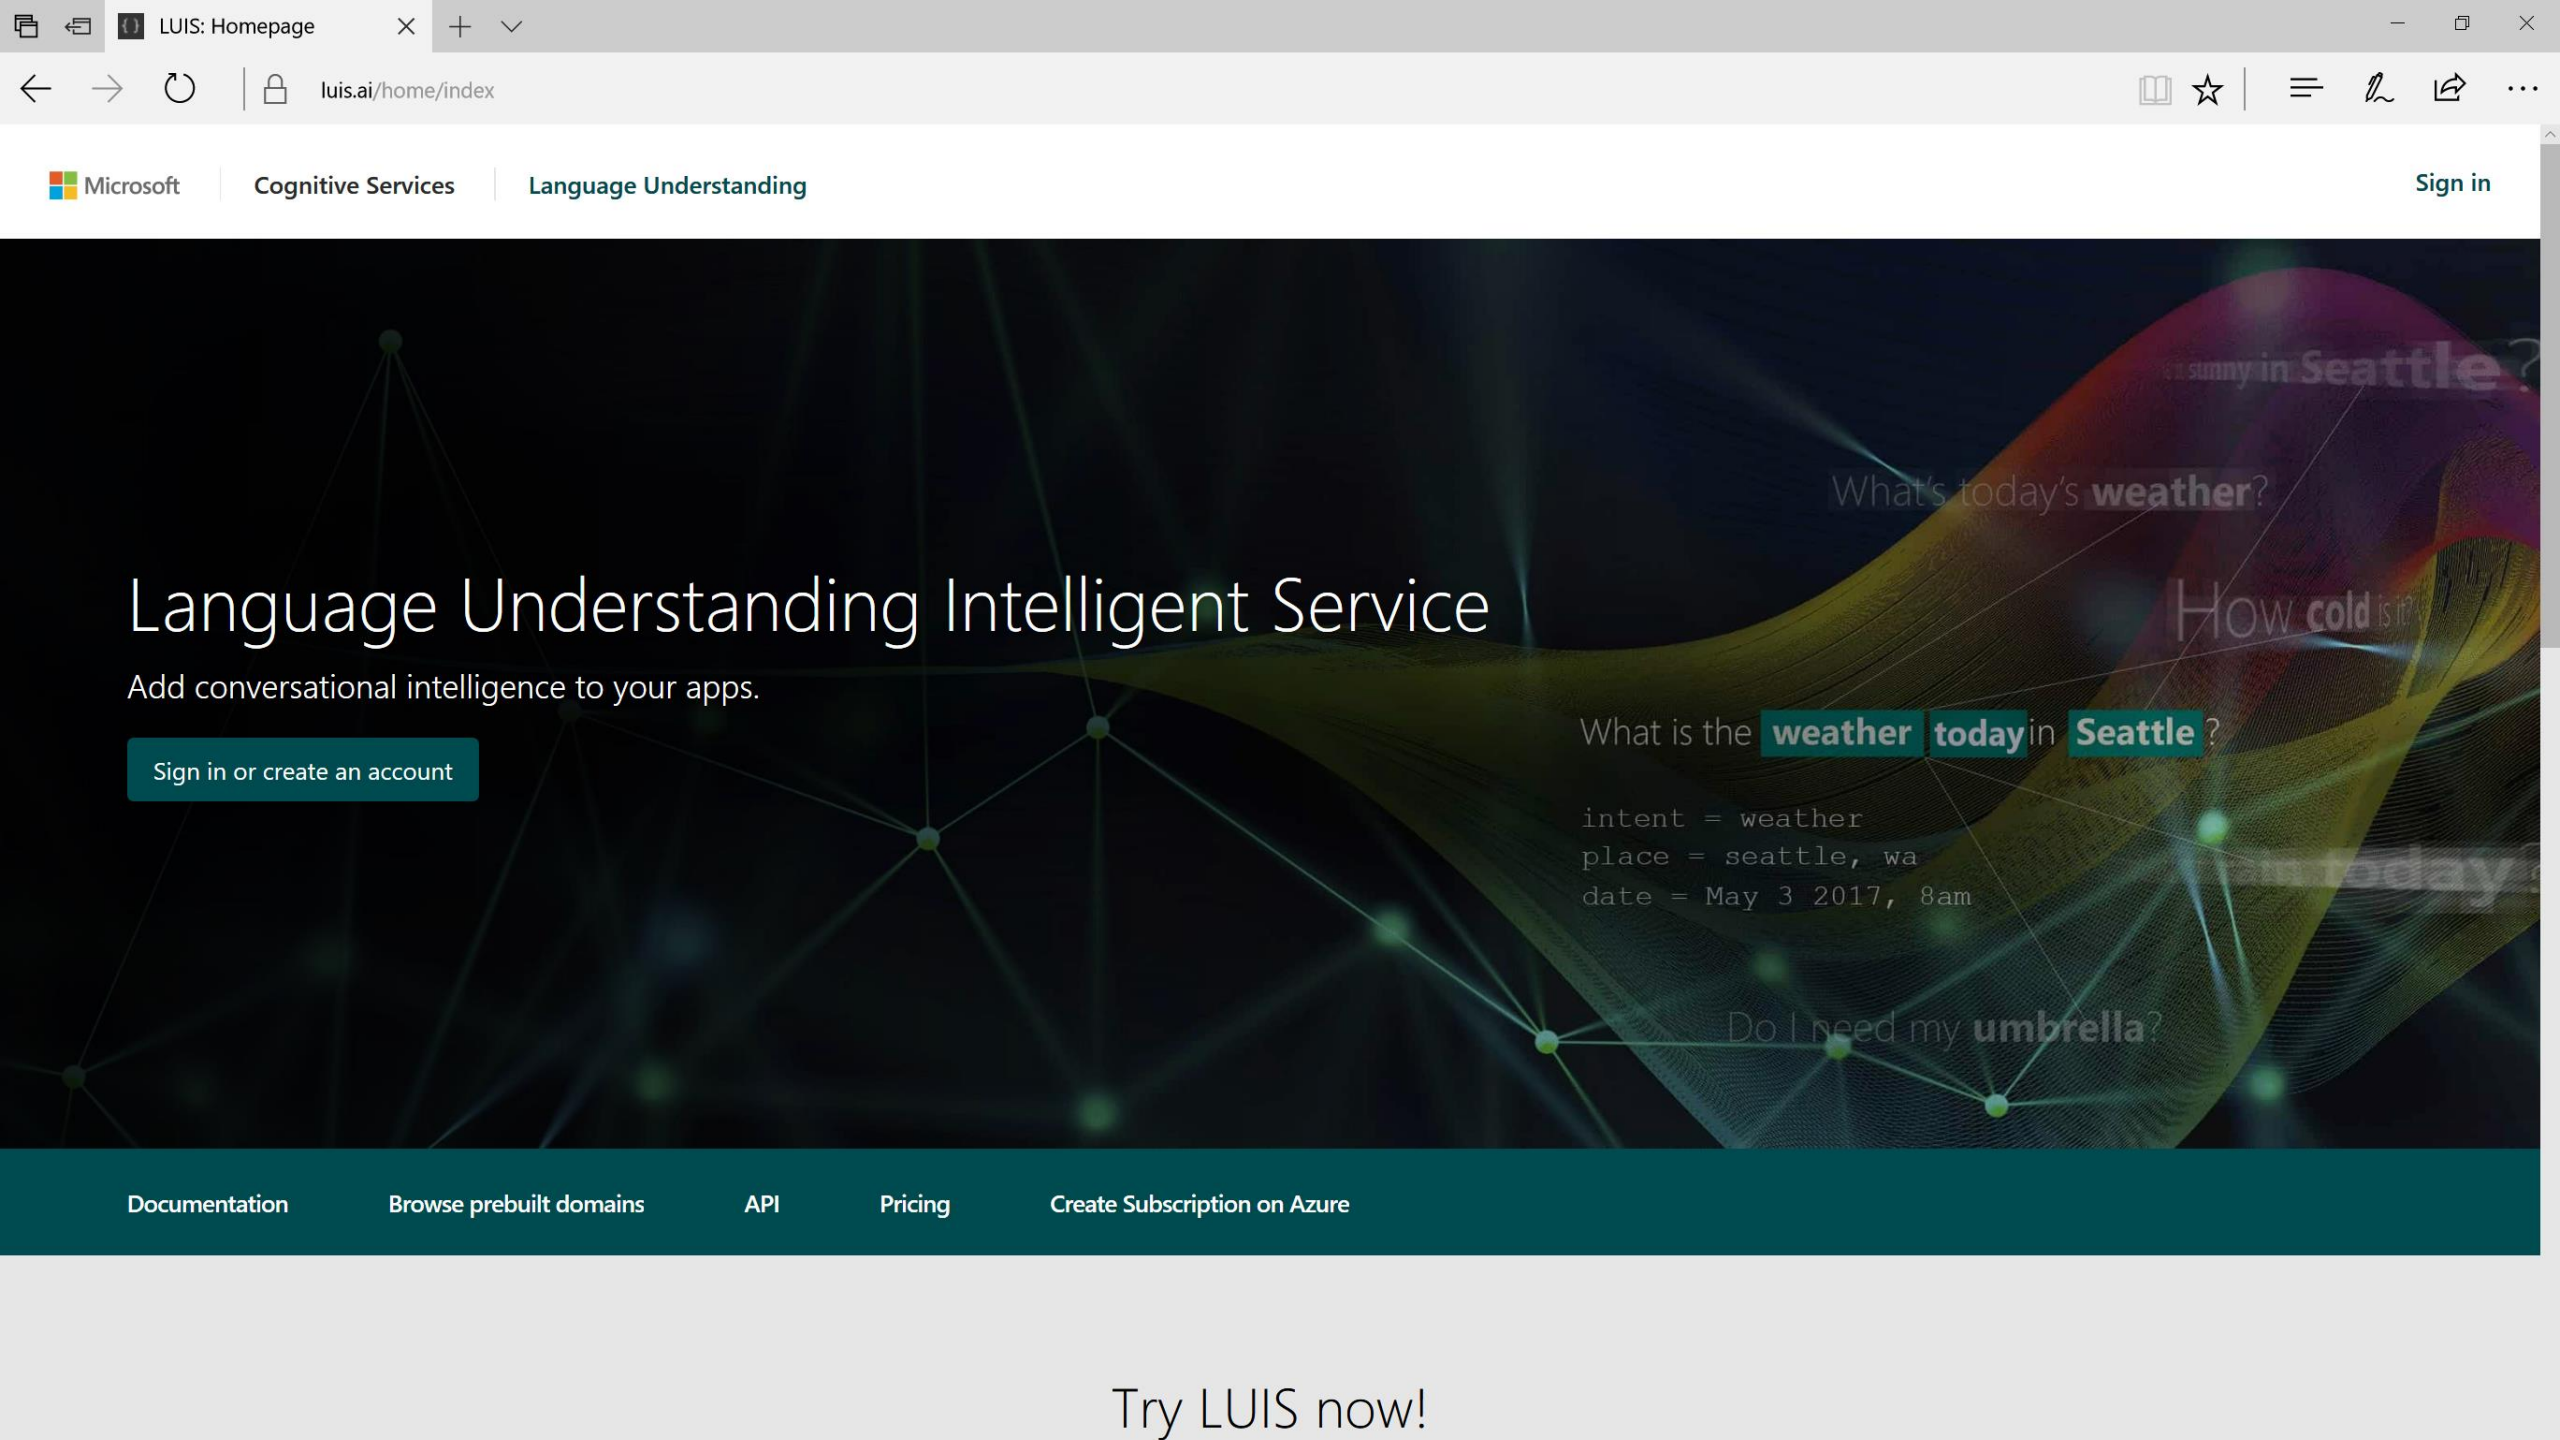 LUIS: Homepage
luis.ai/home/index
Microsoft
Cognitive Services
Language Understanding
Sign in
sunny in Seattle?
What's today's weather?
Language Understanding Intelligent Service
How cold is it?
Add conversational intelligence to your apps.
What is the weather today in Seattle?
Sign in or create an account
intent = weather
place = seattle, wa
today?
date = May 3 2017, 8am
Do I need my umbrella?
Documentation
Browse prebuilt domains
API
Pricing
Create Subscription on Azure
Try LUIS now!